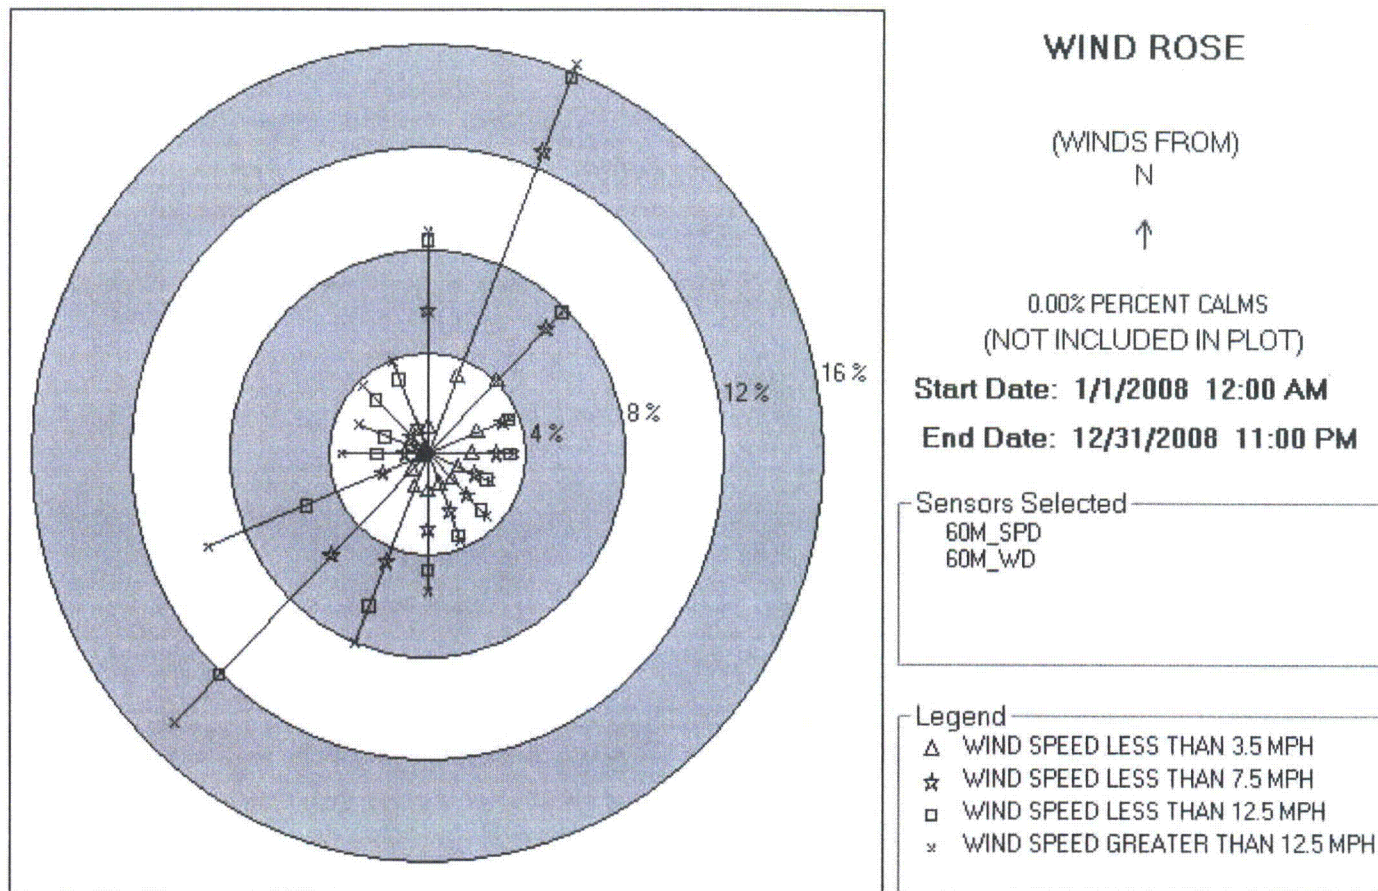 WIND ROSE
(WINDS FROM)
N
0.00% PERCENT CALMS
(NOT INCLUDED IN PLOT)
Start Date: 1/1/2008 12:00 AM
End Date: 12/31/2008 11:00 PM
16 %
12 %
8 %
4 %
Sensors Selected
60M_SPD
60M_WD
Legend
WIND SPEED LESS THAN 3.5 MPH
WIND SPEED LESS THAN 7.5 MPH
WIND SPEED LESS THAN 12.5 MPH
WIND SPEED GREATER THAN 12.5 MPH